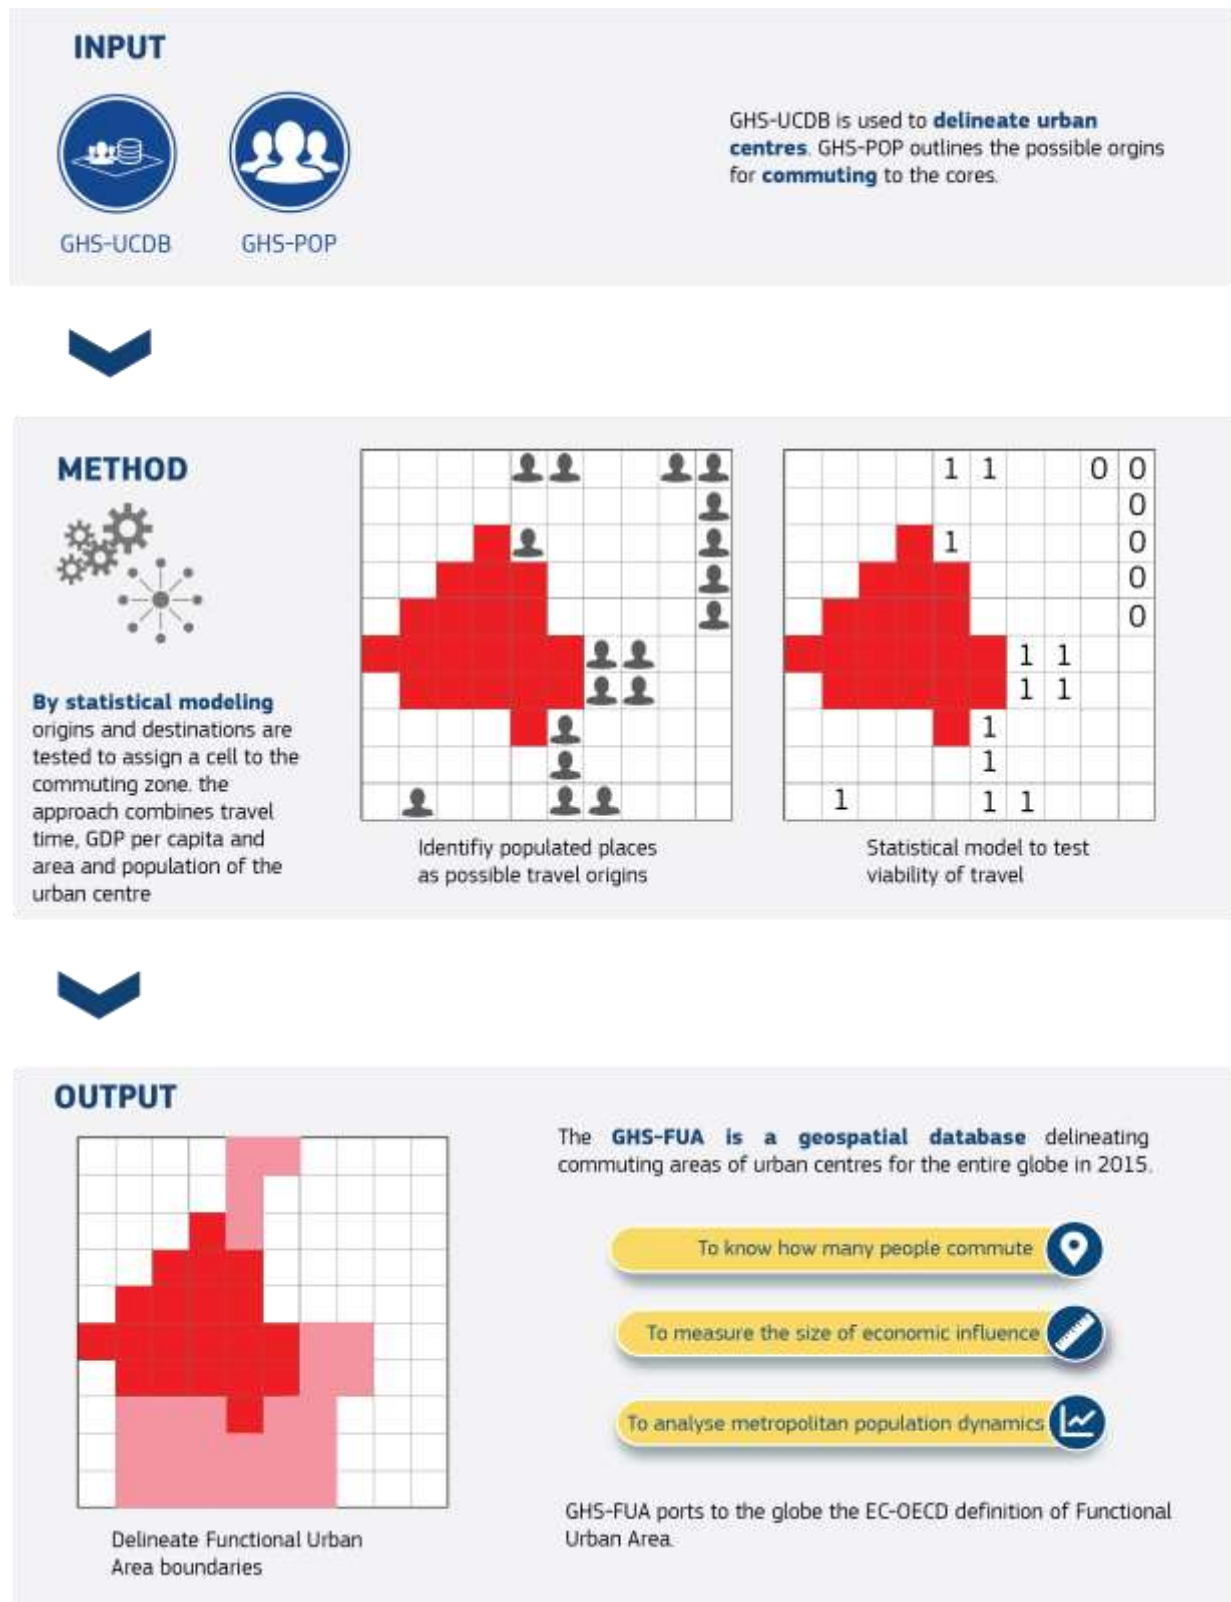 INPUT
GHS-UCDB
GHS-POP
GHS-UCDB is used to delineate urban
centres. GHS-POP outlines the possible orgins
for commuting to the cores.
METHOD
By statistical modeling
origins and destinations are
tested to assign a cell to the
commuting zone. the
approach combines travel
time, GDP per capita and
area and population of the
urban centre
Identifiy populated places
as possible travel origins
1 1 0 0
0
1 0
0
0
1 1
1 1
1
1
1 1 1
Statistical model to test
viability of travel
OUTPUT
Delineate Functional Urban
Area boundaries
The GHS-FUA is a geospatial database delineating
commuting areas of urban centres for the entire globe in 2015.
To know how many people commute
To measure the size of economic influence
To analyse metropolitan population dynamics
GHS-FUA ports to the globe the EC-OECD definition of Functional
Urban Area.